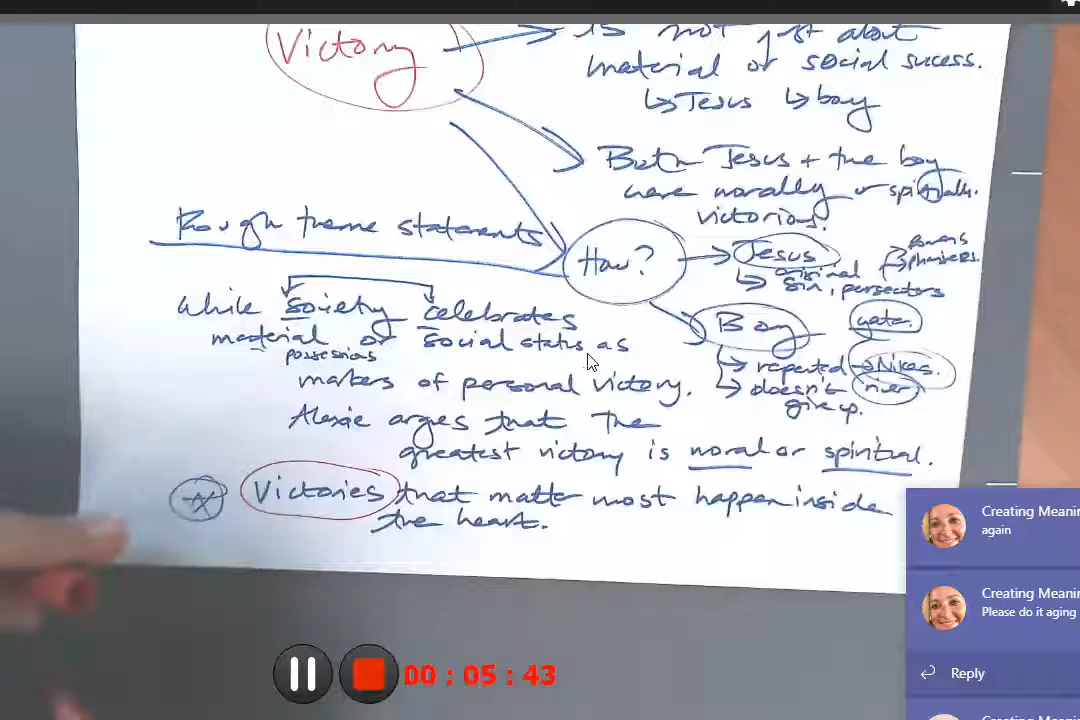 Victory
is not just about
material or social sucess.
↳ Jesus ↳ boy
Both Jesus + the boy
were morally or spiritually
victorious.
Rough theme statements
How?
Jesus
original
sin, persectors
Romans
Boy
gate.
repeated → Nikes.
doesn't
give up.
river
While society celebrates
material or social status as
possessions
markers of personal victory.
Alexie argues that the
greatest victory is moral or spiritual.
Victories that matter most happen inside
the heart.
Creating Meanin
again
Creating Meanin
Please do it aging
Reply
00 : 05 : 43